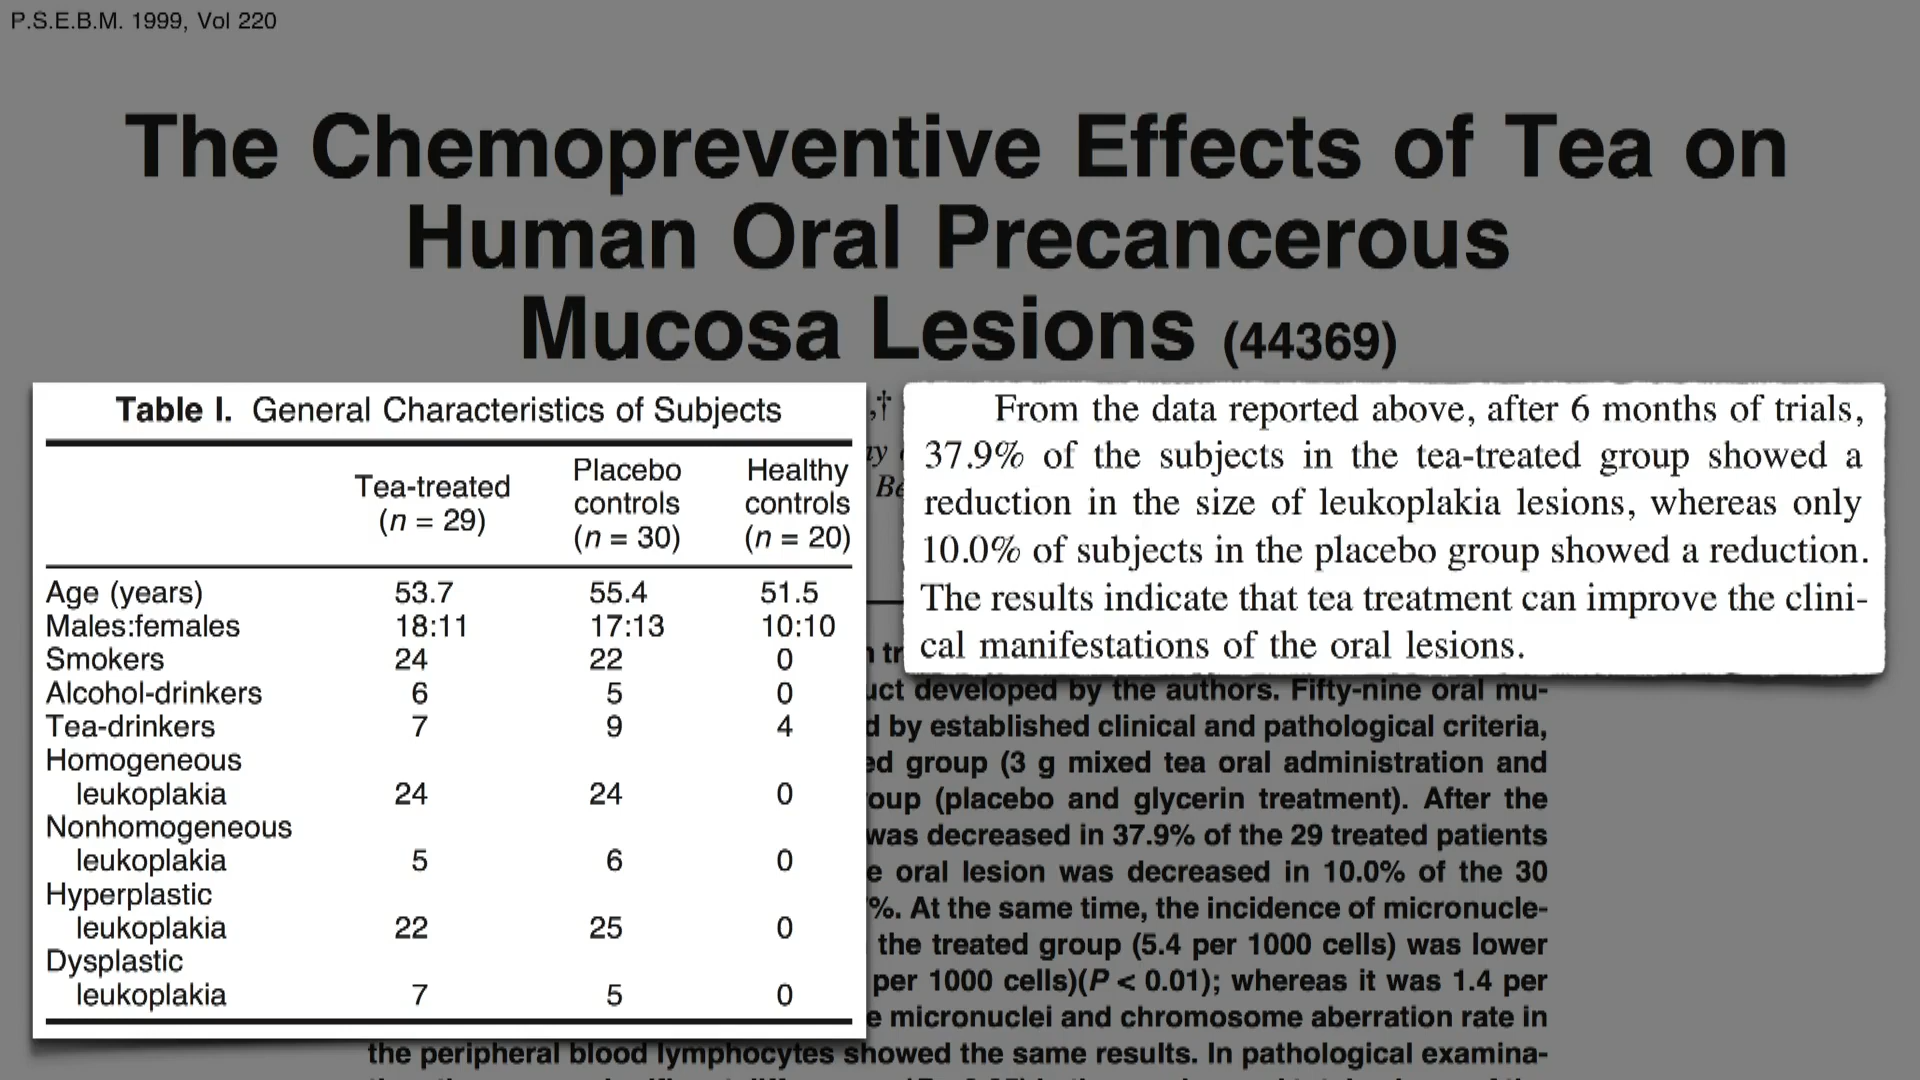 P.S.E.B.M. 1999, Vol 220
The Chemopreventive Effects of Tea on
Human Oral Precancerous
Mucosa Lesions (44369)
Table I. General Characteristics of Subjects
Tea-treated (n = 29) Placebo controls (n = 30) Healthy controls (n = 20)
Age (years) 53.7 55.4 51.5
Males:females 18:11 17:13 10:10
Smokers 24 22 0
Alcohol-drinkers 6 5 0
Tea-drinkers 7 9 4
Homogeneous
leukoplakia 24 24 0
Nonhomogeneous
leukoplakia 5 6 0
Hyperplastic
leukoplakia 22 25 0
Dysplastic
leukoplakia 7 5 0
From the data reported above, after 6 months of trials,
37.9% of the subjects in the tea-treated group showed a
reduction in the size of leukoplakia lesions, whereas only
10.0% of subjects in the placebo group showed a reduction.
The results indicate that tea treatment can improve the clini-
cal manifestations of the oral lesions.
developed by the authors. Fifty-nine oral mu-
by established clinical and pathological criteria,
group (3 g mixed tea oral administration and
(placebo and glycerin treatment). After the
was decreased in 37.9% of the 29 treated patients
oral lesion was decreased in 10.0% of the 30
%. At the same time, the incidence of micronucle-
the treated group (5.4 per 1000 cells) was lower
per 1000 cells)(P < 0.01); whereas it was 1.4 per
micronuclei and chromosome aberration rate in
the peripheral blood lymphocytes showed the same results. In pathological examina-